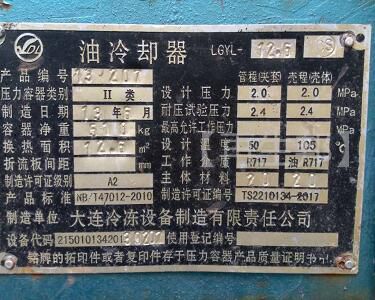 油冷却器 LGYL-12.5
管程(夹套) 壳程(壳体)
产品编号 13-207 设计压力 2.0 2.0 MPa
压力容器类别 II类 耐压试验压力 2.4 2.4 MPa
制造日期 13年 月 最高允许工作压力 MPa
容器净重 510 kg 设计温度 50 105 ℃
换热面积 12.5 m² 工作介质 R717 油 R717
折流板间距 mm 主体材料 20 20
制造许可证级别 A2 制造许可证编号 TS2210134-2017
产品标准 NB/T47012-2010
制造单位 大连冷冻设备制造有限责任公司
设备代码 21501013420130207 使用登记编号
铭牌的拓印件或者复印件存于压力容器产品质量证明书中